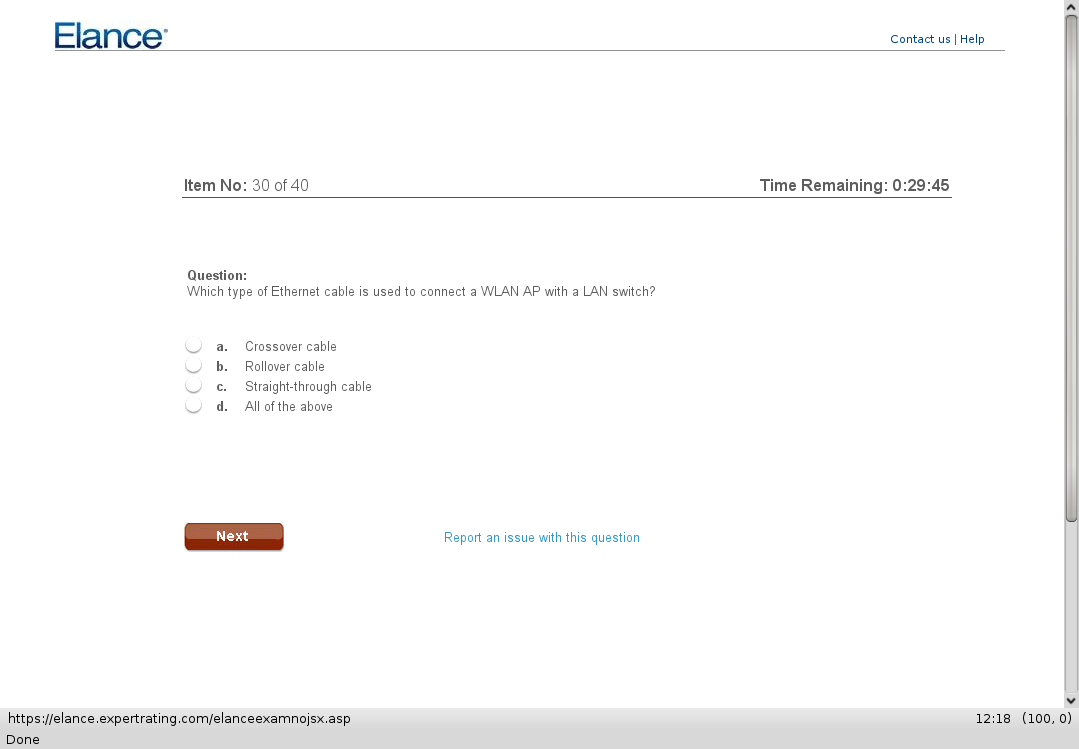 Elance
Contact us | Help
Item No: 30 of 40
Time Remaining: 0:29:45
Question:
Which type of Ethernet cable is used to connect a WLAN AP with a LAN switch?
a. Crossover cable
b. Rollover cable
c. Straight-through cable
d. All of the above
Next
Report an issue with this question
https://elance.expertrating.com/elanceexamnojsx.asp
12:18 (100, 0)
Done